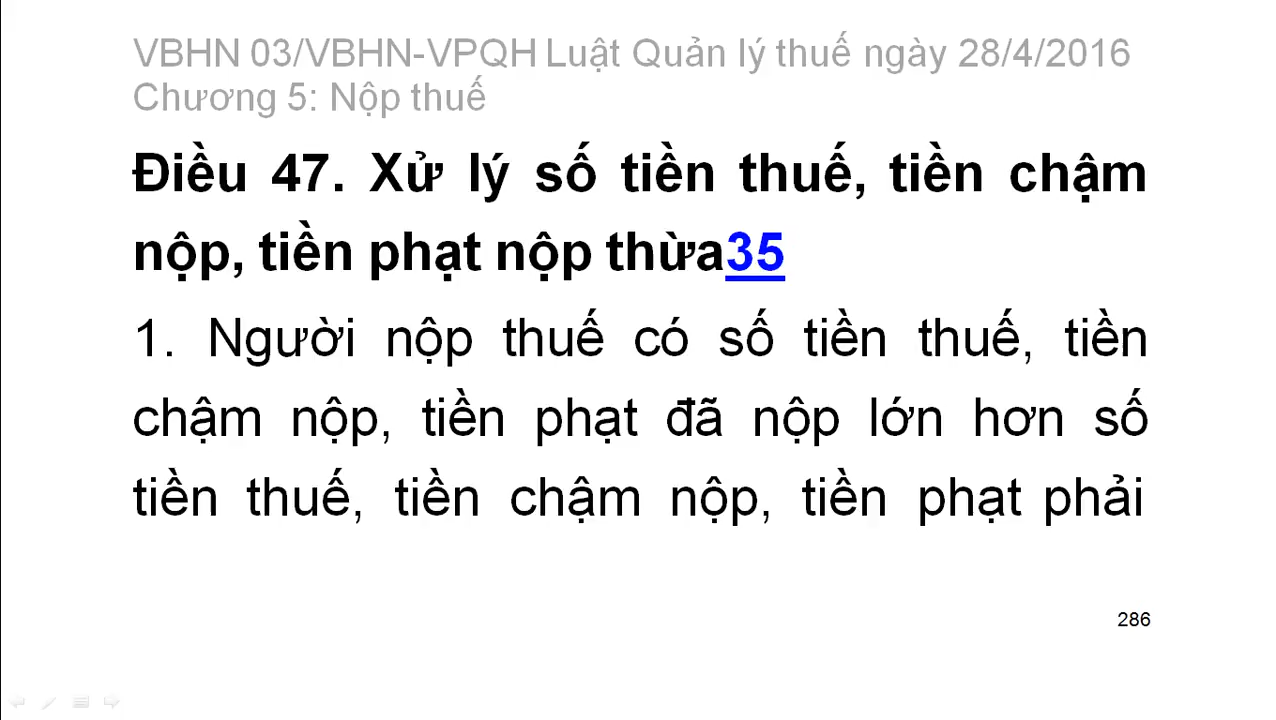 VBHN 03/VBHN-VPQH Luật Quản lý thuế ngày 28/4/2016
Chương 5: Nộp thuế
Điều 47. Xử lý số tiền thuế, tiền chậm
nộp, tiền phạt nộp thừa35
1. Người nộp thuế có số tiền thuế, tiền
chậm nộp, tiền phạt đã nộp lớn hơn số
tiền thuế, tiền chậm nộp, tiền phạt phải
286